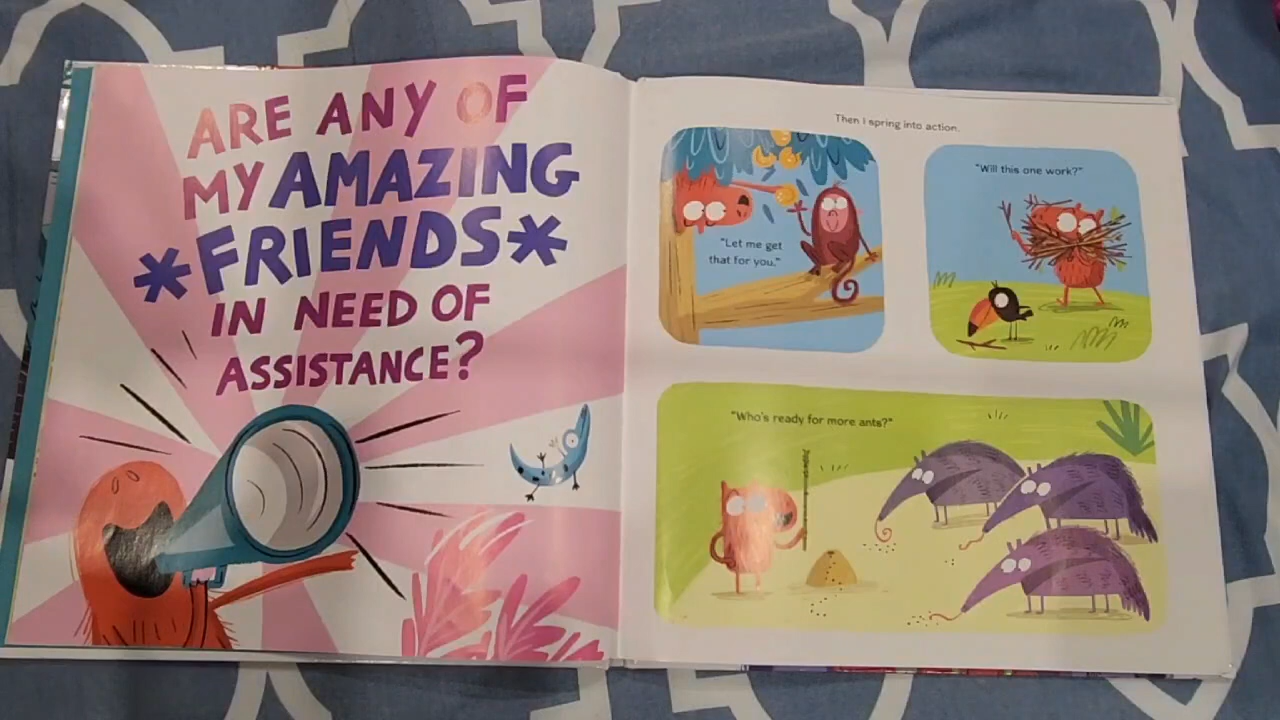 ARE ANY OF
MY AMAZING
*FRIENDS*
IN NEED OF
ASSISTANCE?
Then I spring into action.
"Let me get
that for you."
"Will this one work?"
"Who's ready for more ants?"